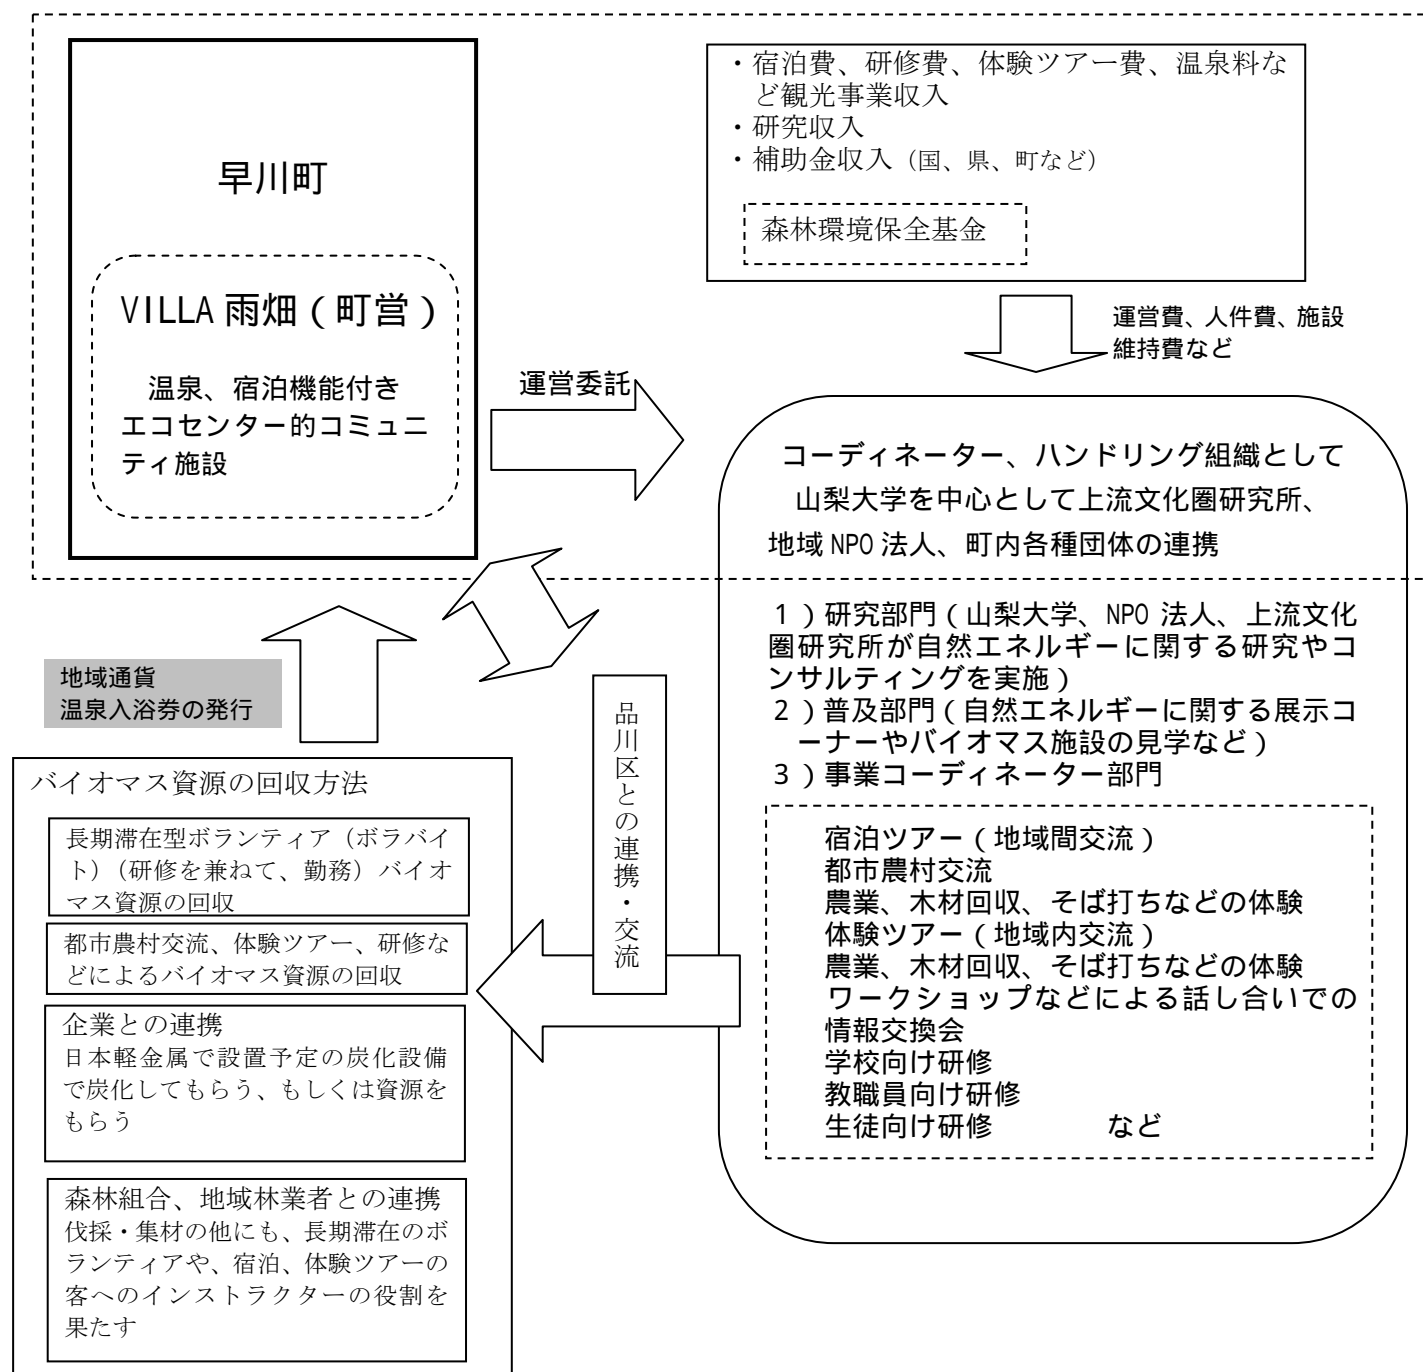 早川町
VILLA 雨畑（町営）
温泉、宿泊機能付き
エコセンター的コミュニ
ティ施設
・宿泊費、研修費、体験ツアー費、温泉料な
ど観光事業収入
・研究収入
・補助金収入（国、県、町など）
森林環境保全基金
運営費、人件費、施設
維持費など
運営委託
コーディネーター、ハンドリング組織として
山梨大学を中心として上流文化圏研究所、
地域 NPO 法人、町内各種団体の連携
1）研究部門（山梨大学、NPO 法人、上流文化
圏研究所が自然エネルギーに関する研究やコ
ンサルティングを実施）
2）普及部門（自然エネルギーに関する展示コ
ーナーやバイオマス施設の見学など）
3）事業コーディネーター部門
宿泊ツアー（地域間交流）
都市農村交流
農業、木材回収、そば打ちなどの体験
体験ツアー（地域内交流）
農業、木材回収、そば打ちなどの体験
ワークショップなどによる話し合いでの
情報交換会
学校向け研修
教職員向け研修
生徒向け研修　　　など
地域通貨
温泉入浴券の発行
品川区との連携・交流
バイオマス資源の回収方法
長期滞在型ボランティア（ボラバイ
ト）（研修を兼ねて、勤務）バイオ
マス資源の回収
都市農村交流、体験ツアー、研修な
どによるバイオマス資源の回収
企業との連携
日本軽金属で設置予定の炭化設備
で炭化してもらう、もしくは資源を
もらう
森林組合、地域林業者との連携
伐採・集材の他にも、長期滞在のボ
ランティアや、宿泊、体験ツアーの
客へのインストラクターの役割を
果たす